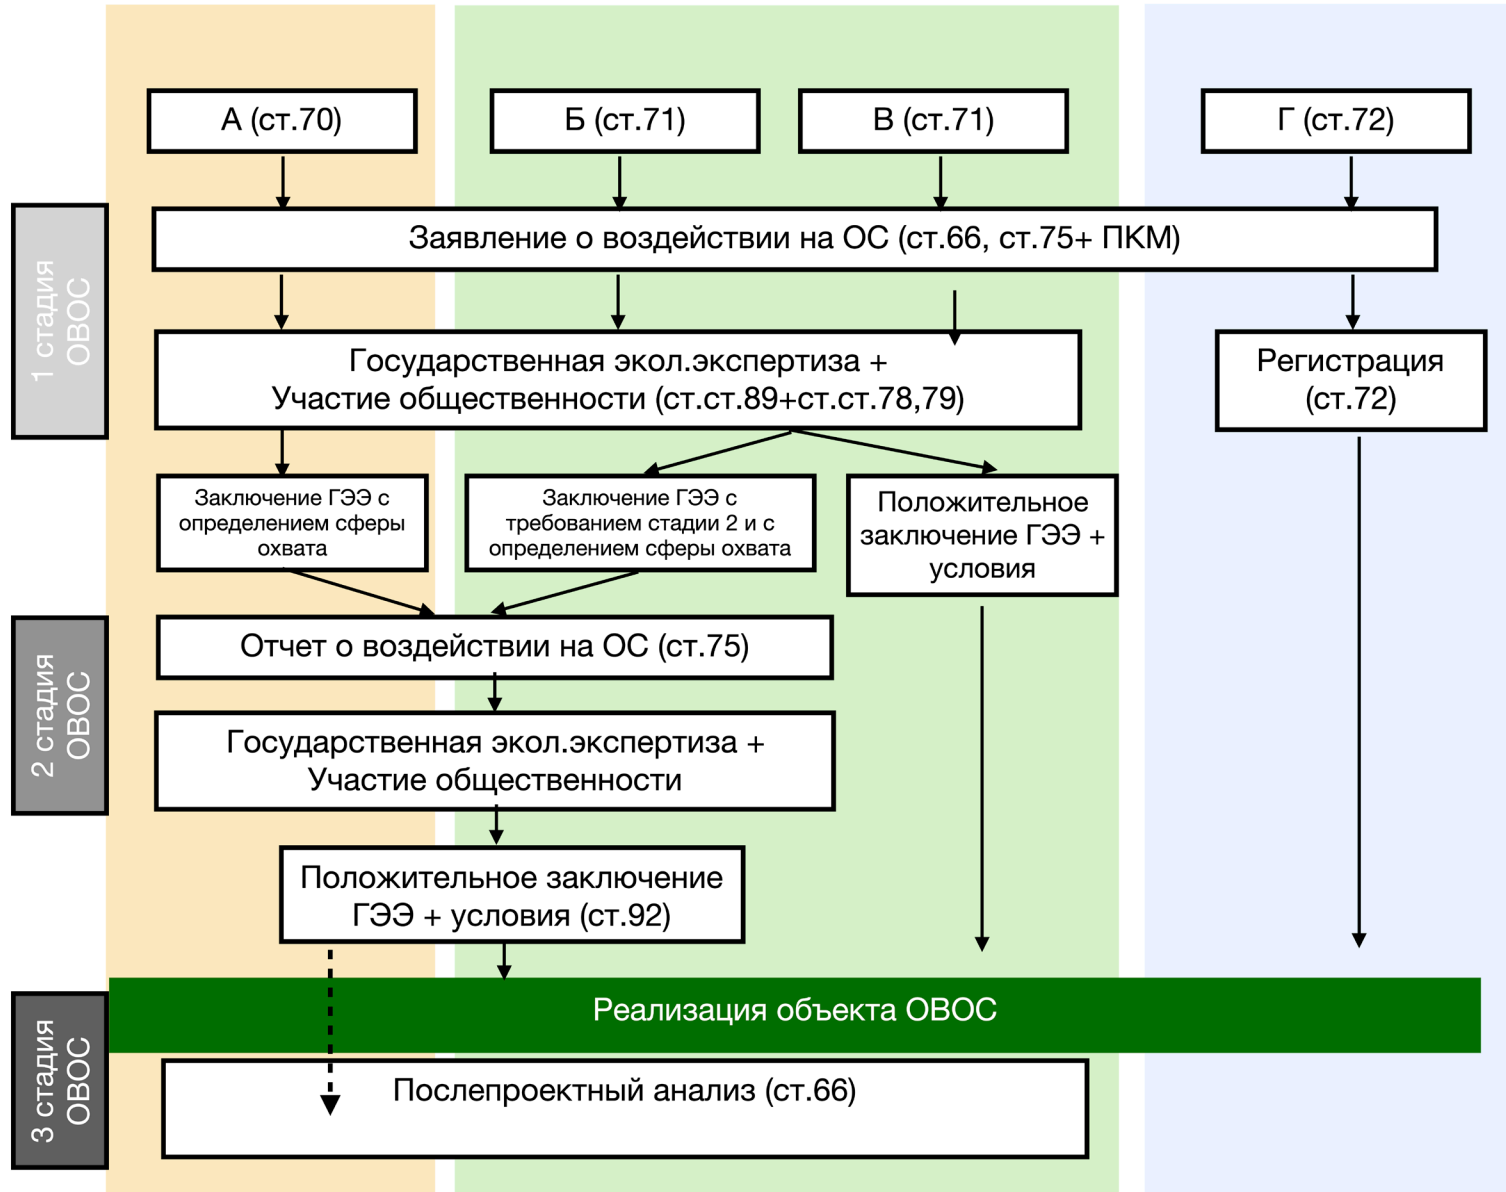 А (ст.70)
Б (ст.71)
В (ст.71)
Г (ст.72)
1 стадия
ОВОС
Заявление о воздействии на ОС (ст.66, ст.75+ ПКМ)
Государственная экол.экспертиза +
Участие общественности (ст.ст.89+ст.ст.78,79)
Регистрация
(ст.72)
Заключение ГЭЭ с
определением сферы
охвата
Заключение ГЭЭ с
требованием стадии 2 и с
определением сферы охвата
Положительное
заключение ГЭЭ +
условия
2 стадия
ОВОС
Отчет о воздействии на ОС (ст.75)
Государственная экол.экспертиза +
Участие общественности
Положительное заключение
ГЭЭ + условия (ст.92)
3 стадия
ОВОС
Реализация объекта ОВОС
Послепроектный анализ (ст.66)